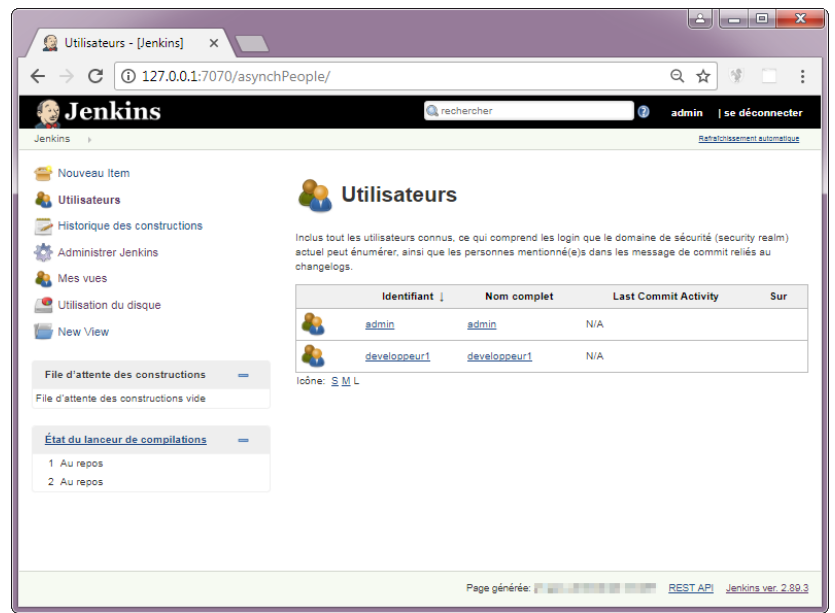 Utilisateurs - [Jenkins]
127.0.0.1:7070/asynchPeople/
Jenkins
rechercher
admin
| se déconnecter
Jenkins
Rafraîchissement automatique
Nouveau Item
Utilisateurs
Historique des constructions
Administrer Jenkins
Mes vues
Utilisation du disque
New View
File d'attente des constructions
File d'attente des constructions vide
État du lanceur de compilations
1 Au repos
2 Au repos
Utilisateurs
Inclus tout les utilisateurs connus, ce qui comprend les login que le domaine de sécurité (security realm)
actuel peut énumérer, ainsi que les personnes mentionné(e)s dans les message de commit reliés au
changelogs.
Identifiant ↓ Nom complet Last Commit Activity Sur
admin admin N/A
developpeur1 developpeur1 N/A
Icône: S M L
Page générée:
REST API
Jenkins ver. 2.89.3